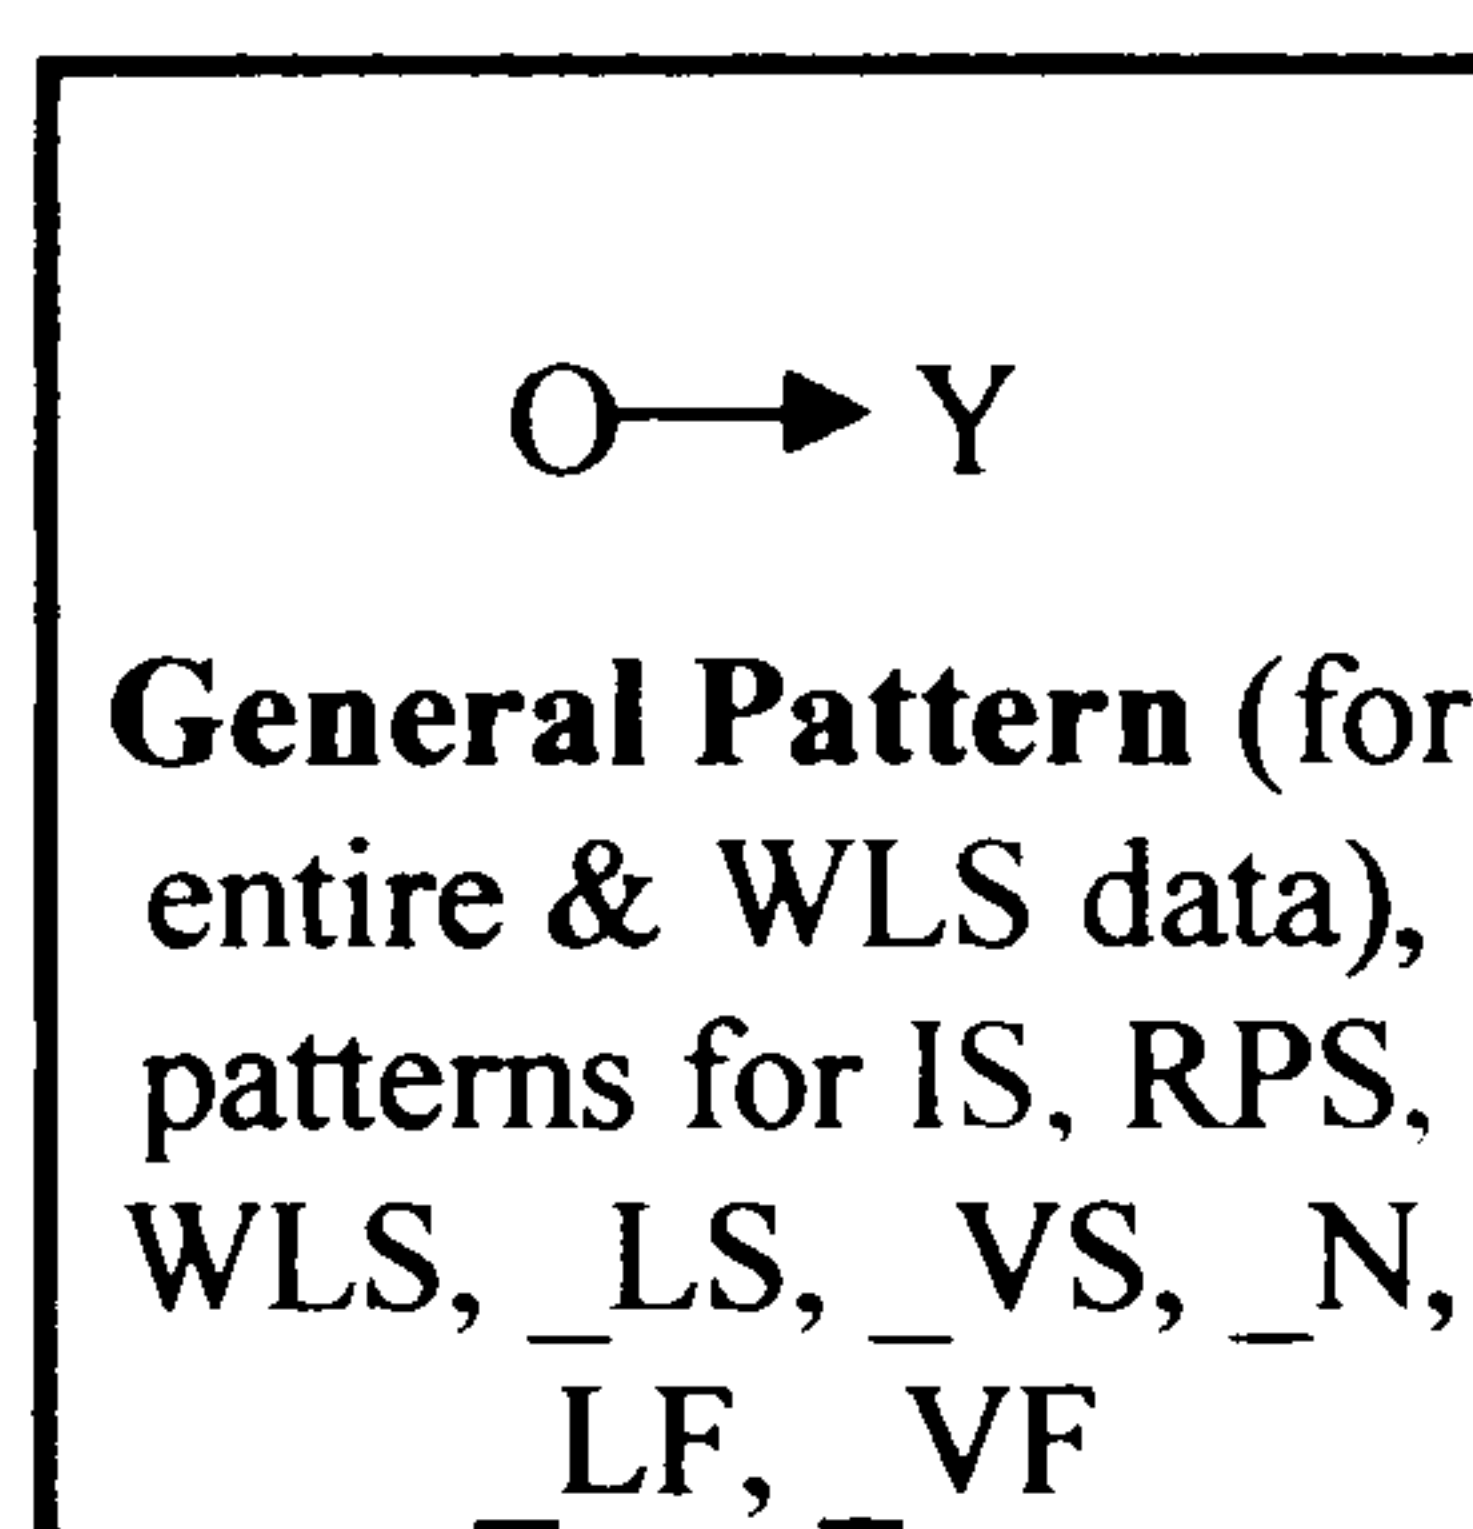 O → Y
General Pattern (for
entire & WLS data),
patterns for IS, RPS,
WLS, _LS, _VS, _N,
_LF, _VF